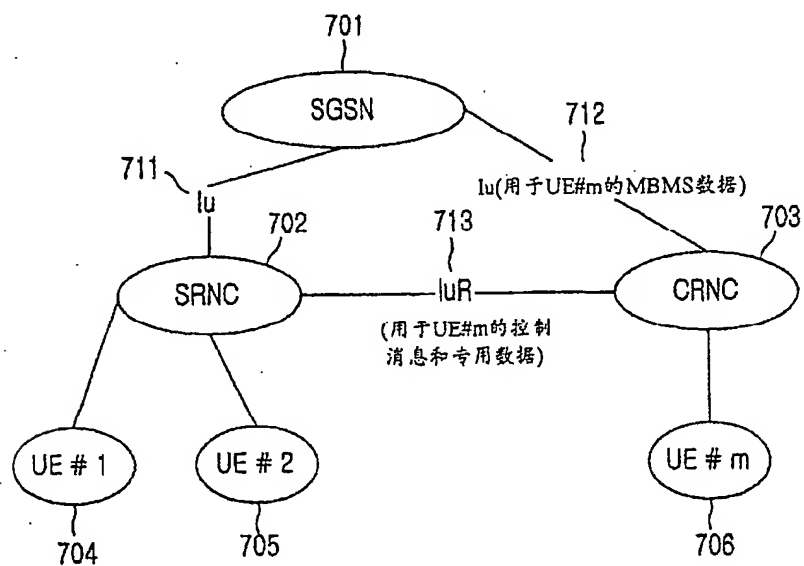 701
SGSN
712
711
Iu
Iu(用于UE#m的MBMS数据)
702
713
703
SRNC
IuR
CRNC
(用于UE#m的控制
消息和专用数据)
UE # 1
UE # 2
UE # m
704
705
706